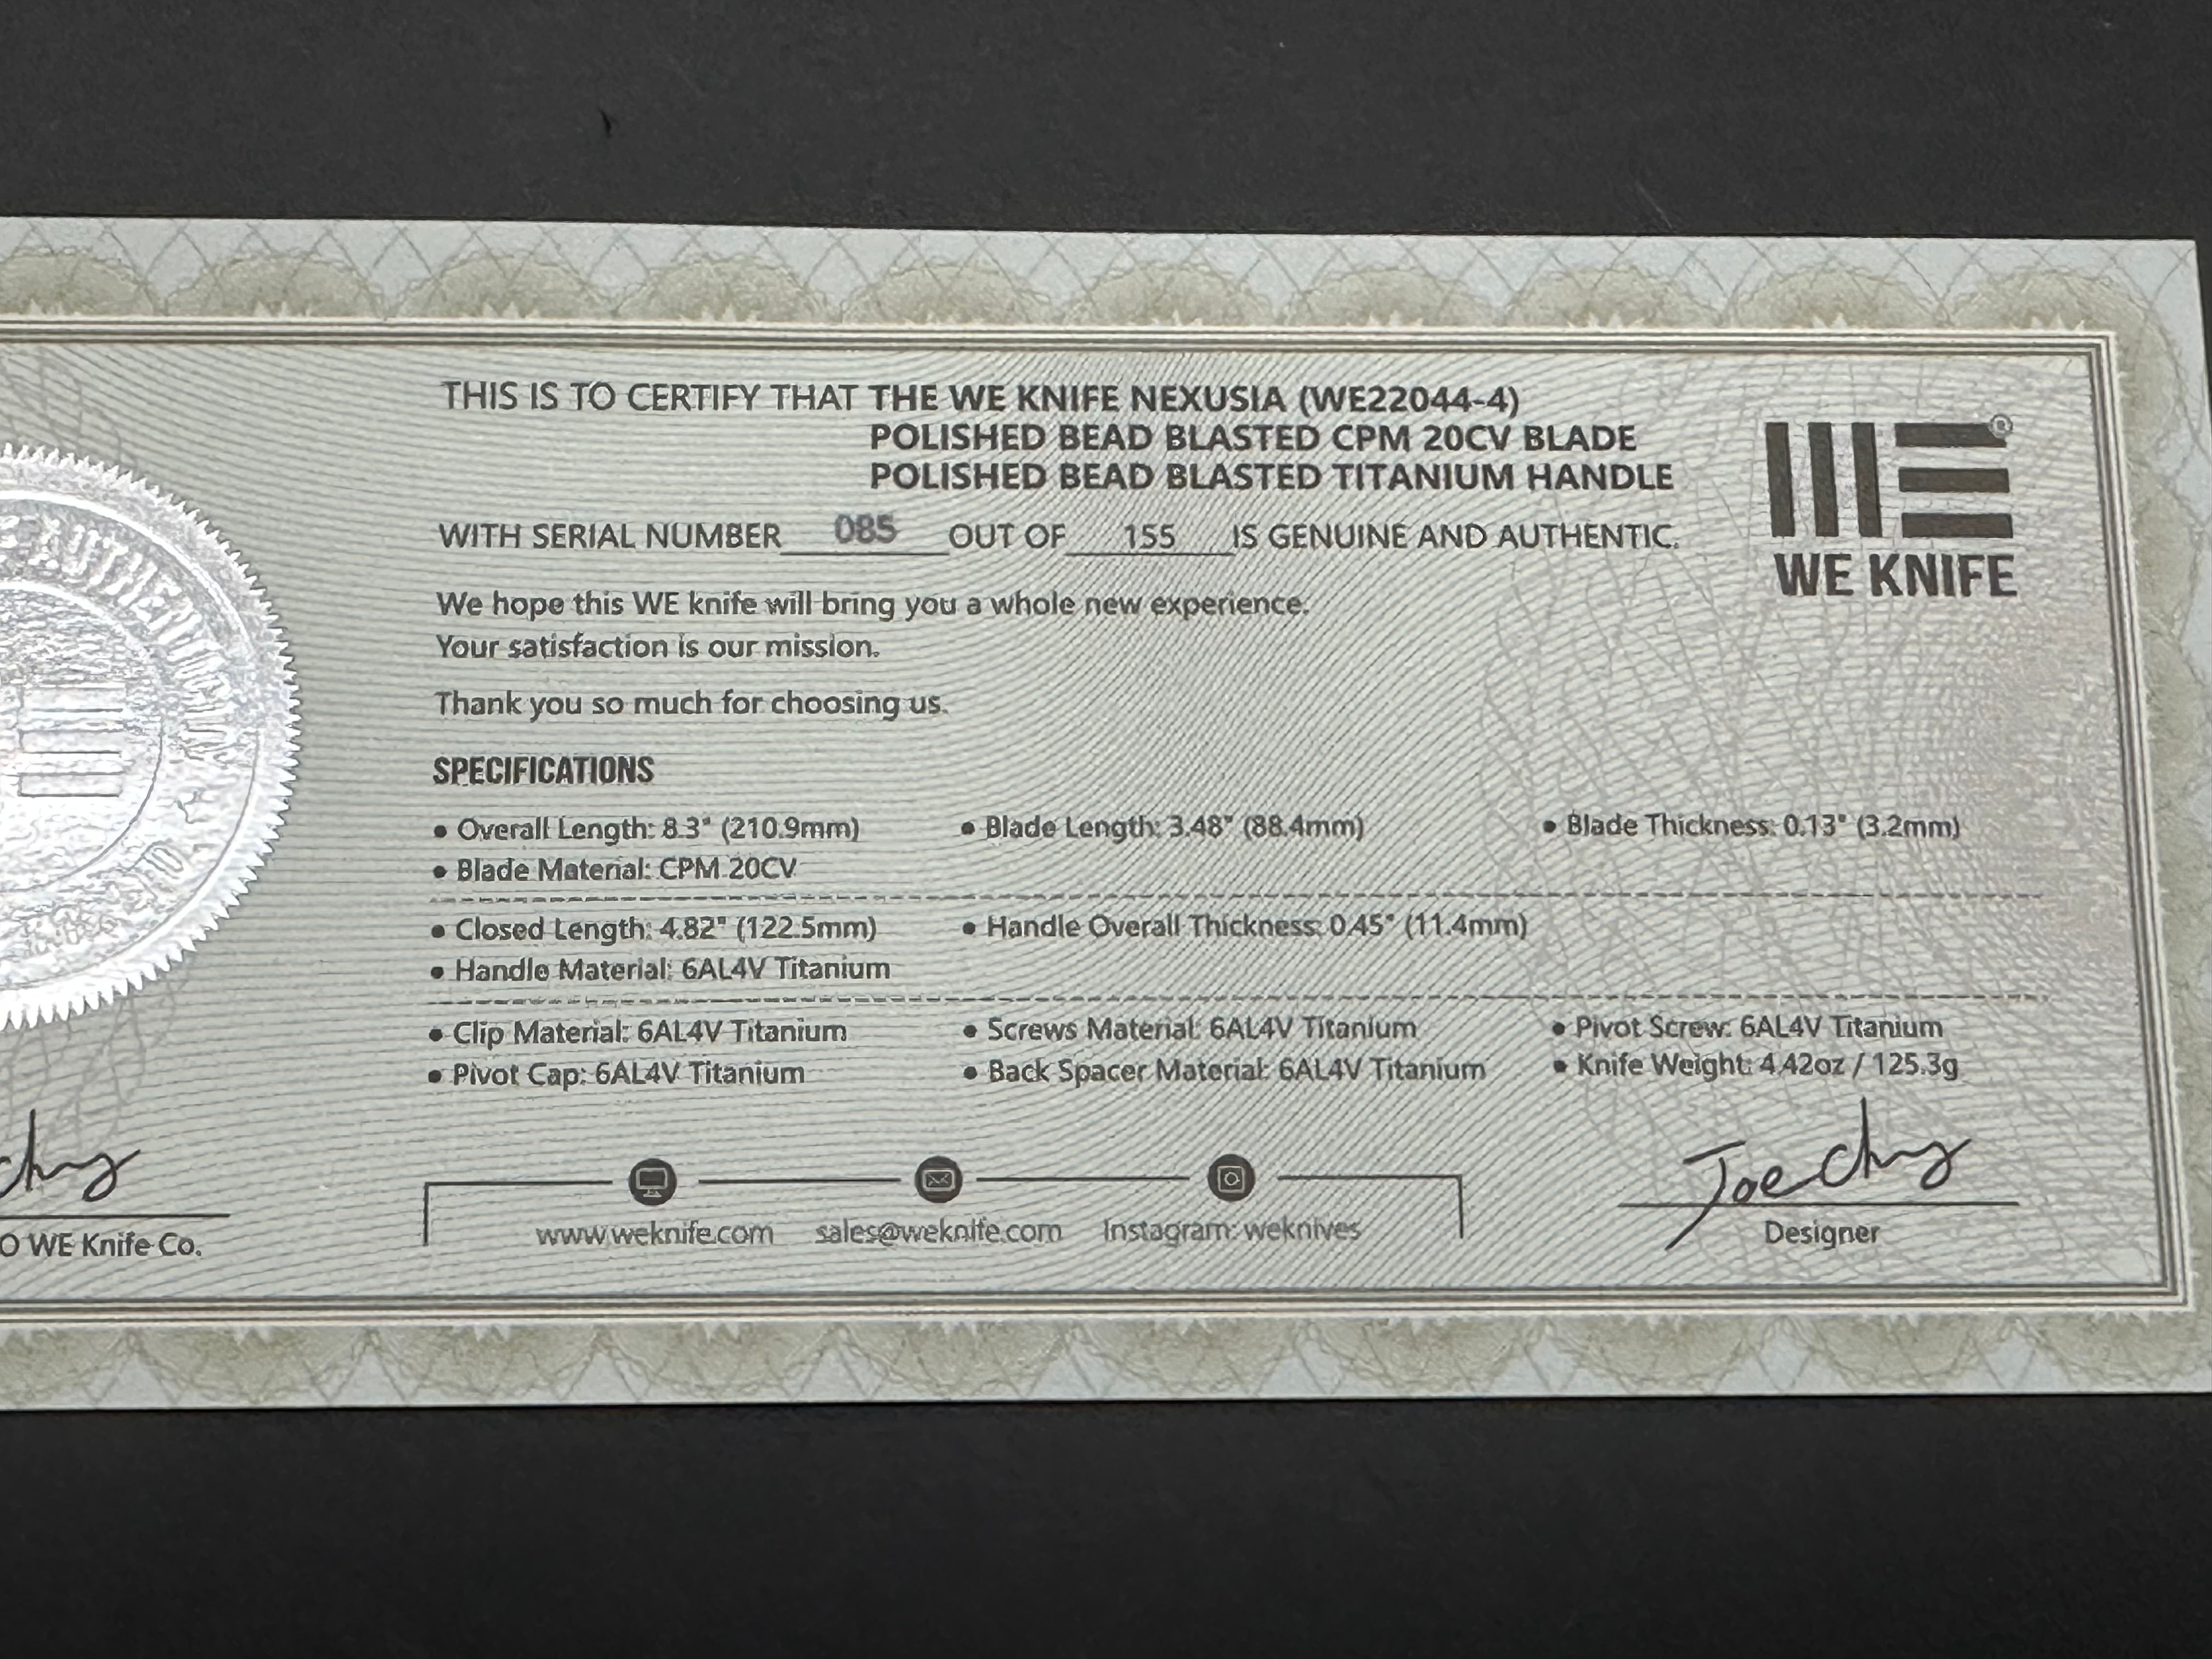 THIS IS TO CERTIFY THAT THE WE KNIFE NEXUSIA (WE22044-4)
POLISHED BEAD BLASTED CPM 20CV BLADE
POLISHED BEAD BLASTED TITANIUM HANDLE
WITH SERIAL NUMBER 085 OUT OF 155 IS GENUINE AND AUTHENTIC.
WE KNIFE
We hope this WE knife will bring you a whole new experience.
Your satisfaction is our mission.
Thank you so much for choosing us.
SPECIFICATIONS
• Overall Length: 8.3" (210.9mm) • Blade Length: 3.48" (88.4mm) • Blade Thickness: 0.13" (3.2mm)
• Blade Material: CPM 20CV
• Closed Length: 4.82" (122.5mm) • Handle Overall Thickness: 0.45" (11.4mm)
• Handle Material: 6AL4V Titanium
• Clip Material: 6AL4V Titanium • Screws Material: 6AL4V Titanium • Pivot Screw: 6AL4V Titanium
• Pivot Cap: 6AL4V Titanium • Back Spacer Material: 6AL4V Titanium • Knife Weight: 4.42oz / 125.3g
Joe Chy
O WE Knife Co.
www.weknife.com sales@weknife.com Instagram: weknives
Designer